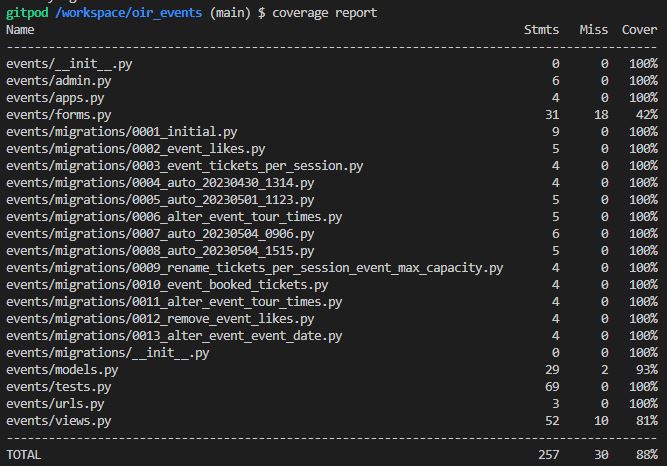 gitpod /workspace/oir_events (main) $ coverage report
Name Stmts Miss Cover
--------------------------------------------------------------------------------------
events/__init__.py 0 0 100%
events/admin.py 6 0 100%
events/apps.py 4 0 100%
events/forms.py 31 18 42%
events/migrations/0001_initial.py 9 0 100%
events/migrations/0002_event_likes.py 5 0 100%
events/migrations/0003_event_tickets_per_session.py 4 0 100%
events/migrations/0004_auto_20230430_1314.py 4 0 100%
events/migrations/0005_auto_20230501_1123.py 5 0 100%
events/migrations/0006_alter_event_tour_times.py 5 0 100%
events/migrations/0007_auto_20230504_0906.py 6 0 100%
events/migrations/0008_auto_20230504_1515.py 5 0 100%
events/migrations/0009_rename_tickets_per_session_event_max_capacity.py 4 0 100%
events/migrations/0010_event_booked_tickets.py 4 0 100%
events/migrations/0011_alter_event_tour_times.py 4 0 100%
events/migrations/0012_remove_event_likes.py 4 0 100%
events/migrations/0013_alter_event_event_date.py 4 0 100%
events/migrations/__init__.py 0 0 100%
events/models.py 29 2 93%
events/tests.py 69 0 100%
events/urls.py 3 0 100%
events/views.py 52 10 81%
--------------------------------------------------------------------------------------
TOTAL 257 30 88%